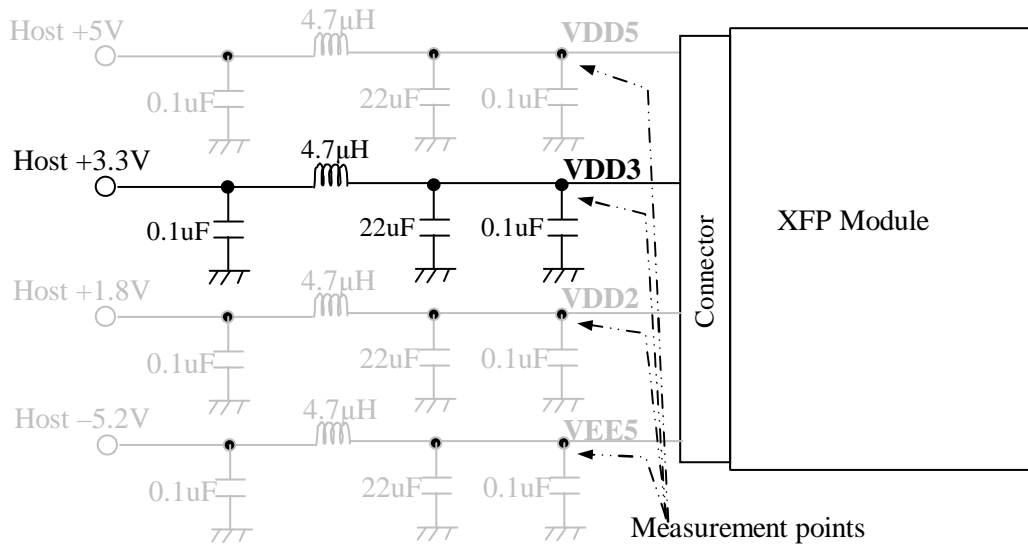 Host +5V
4.7μH
VDD5
0.1uF
22uF
0.1uF
Host +3.3V
4.7μH
VDD3
0.1uF
22uF
0.1uF
Host +1.8V
4.7μH
VDD2
0.1uF
22uF
0.1uF
Host –5.2V
4.7μH
VEE5
0.1uF
22uF
0.1uF
Connector
XFP Module
Measurement points